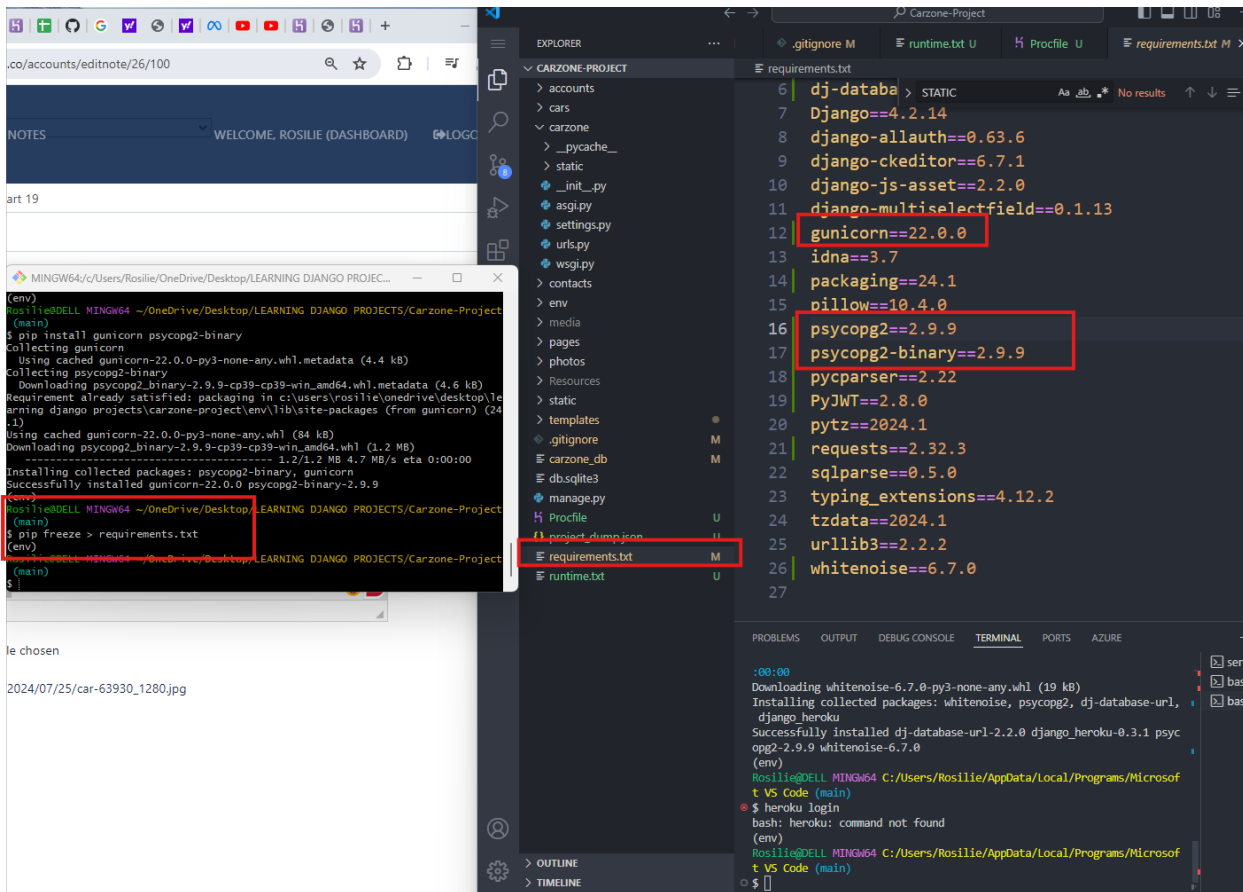 .co/accounts/editnote/26/100
NOTES
WELCOME, ROSILIE (DASHBOARD)
LOGO
art 19
MINGW64:/c/Users/Rosilie/OneDrive/Desktop/LEARNING DJANGO PROJEC...
(env)
Rosilie@DELL MINGW64 ~/OneDrive/Desktop/LEARNING DJANGO PROJECTS/Carzone-Project
(main)
$ pip install gunicorn psycopg2-binary
Collecting gunicorn
Using cached gunicorn-22.0.0-py3-none-any.whl.metadata (4.4 kB)
Collecting psycopg2-binary
Downloading psycopg2_binary-2.9.9-cp39-cp39-win_amd64.whl.metadata (4.6 kB)
Requirement already satisfied: packaging in c:\users\rosilie\onedrive\desktop\le
arning django projects\carzone-project\env\lib\site-packages (from gunicorn) (24
.1)
Using cached gunicorn-22.0.0-py3-none-any.whl (84 kB)
Downloading psycopg2_binary-2.9.9-cp39-cp39-win_amd64.whl (1.2 MB)
---------------------------------------- 1.2/1.2 MB 4.7 MB/s eta 0:00:00
Installing collected packages: psycopg2-binary, gunicorn
Successfully installed gunicorn-22.0.0 psycopg2-binary-2.9.9
(env)
Rosilie@DELL MINGW64 ~/OneDrive/Desktop/LEARNING DJANGO PROJECTS/Carzone-Project
(main)
$ pip freeze > requirements.txt
(env)
Rosilie@DELL MINGW64 ~/OneDrive/Desktop/LEARNING DJANGO PROJECTS/Carzone-Project
(main)
$
le chosen
2024/07/25/car-63930_1280.jpg
Carzone-Project
EXPLORER
CARZONE-PROJECT
accounts
cars
carzone
__pycache__
static
__init__.py
asgi.py
settings.py
urls.py
wsgi.py
contacts
env
media
pages
photos
Resources
static
templates
.gitignore M
carzone_db M
db.sqlite3
manage.py
Procfile U
project_dump.json U
requirements.txt M
runtime.txt U
OUTLINE
TIMELINE
8
.gitignore M
runtime.txt U
Procfile U
requirements.txt M
requirements.txt
STATIC
Aa ab .*
No results
6 dj-databa
7 Django==4.2.14
8 django-allauth==0.63.6
9 django-ckeditor==6.7.1
10 django-js-asset==2.2.0
11 django-multiselectfield==0.1.13
12 gunicorn==22.0.0
13 idna==3.7
14 packaging==24.1
15 pillow==10.4.0
16 psycopg2==2.9.9
17 psycopg2-binary==2.9.9
18 pycparser==2.22
19 PyJWT==2.8.0
20 pytz==2024.1
21 requests==2.32.3
22 sqlparse==0.5.0
23 typing_extensions==4.12.2
24 tzdata==2024.1
25 urllib3==2.2.2
26 whitenoise==6.7.0
27
PROBLEMS OUTPUT DEBUG CONSOLE TERMINAL PORTS AZURE
:00:00
Downloading whitenoise-6.7.0-py3-none-any.whl (19 kB)
Installing collected packages: whitenoise, psycopg2, dj-database-url,
django_heroku
Successfully installed dj-database-url-2.2.0 django_heroku-0.3.1 psyc
opg2-2.9.9 whitenoise-6.7.0
(env)
Rosilie@DELL MINGW64 C:/Users/Rosilie/AppData/Local/Programs/Microsof
t VS Code (main)
$ heroku login
bash: heroku: command not found
(env)
Rosilie@DELL MINGW64 C:/Users/Rosilie/AppData/Local/Programs/Microsof
t VS Code (main)
$
ser
bas
bas